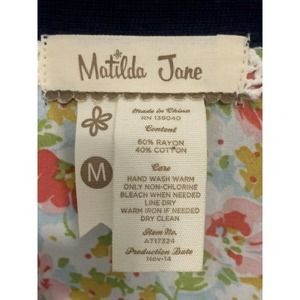 Matilda Jane
M
Made in China
RN 139040
Content
60% RAYON
40% COTTON
Care
HAND WASH WARM
ONLY NON-CHLORINE
BLEACH WHEN NEEDED
LINE DRY
WARM IRON IF NEEDED
DRY CLEAN
Item No.
AT17324
Production Date
Nov-14